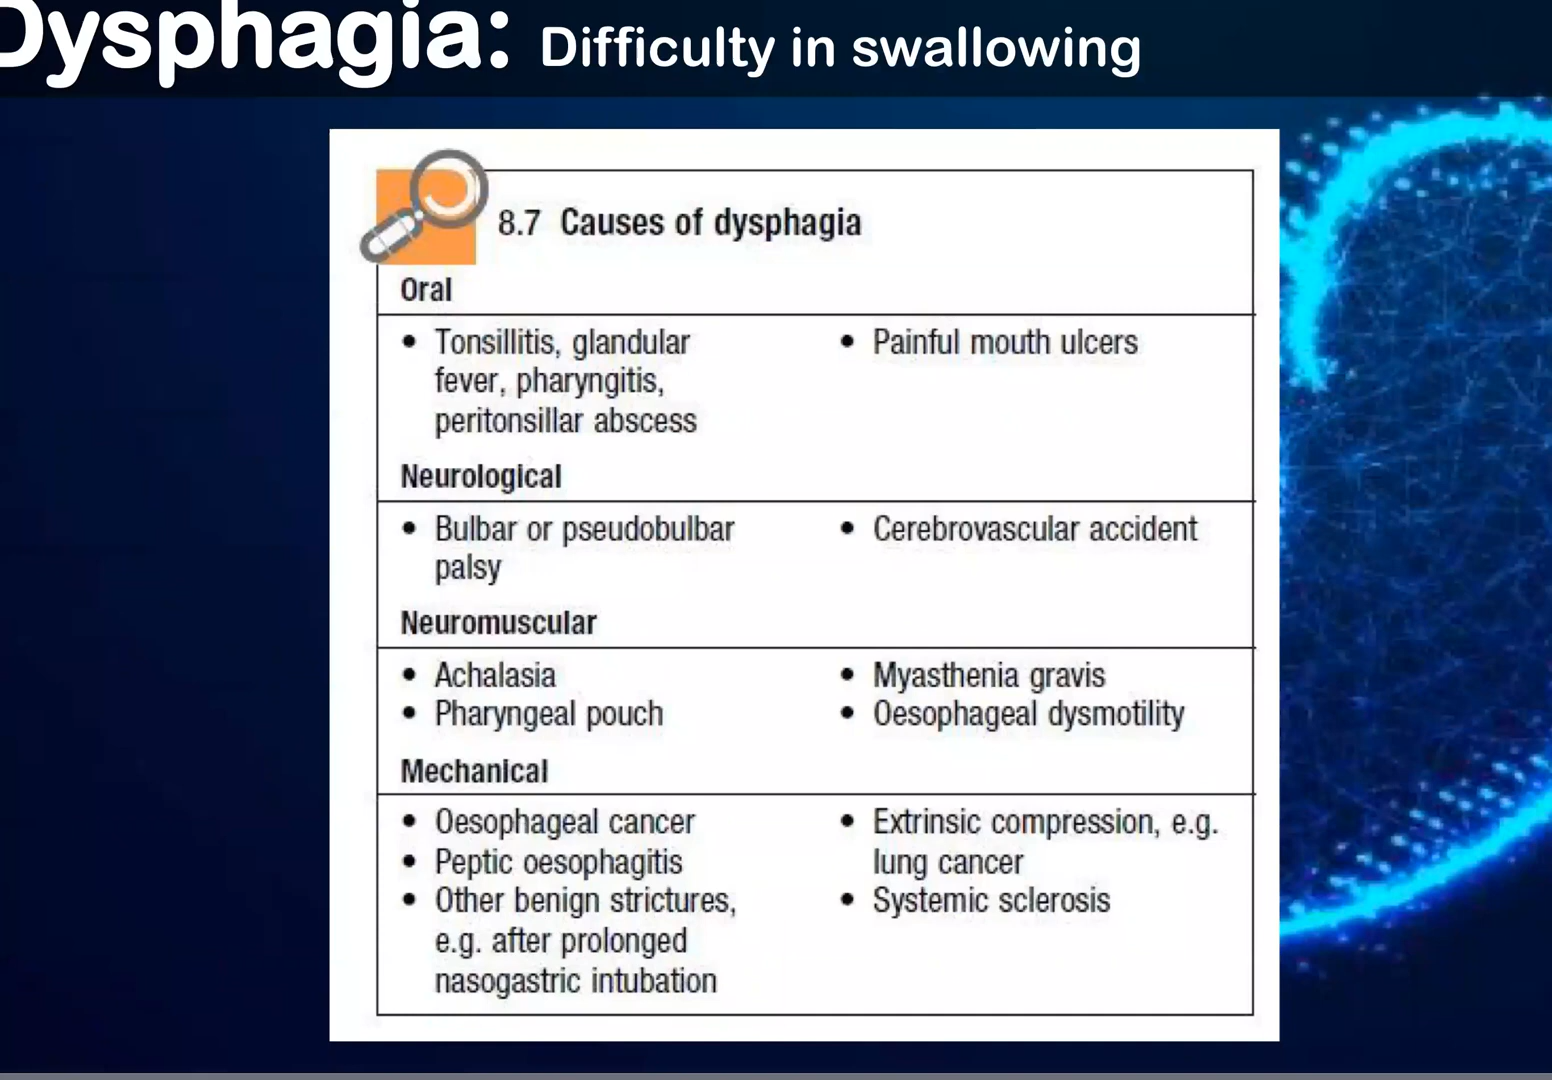 Dysphagia: Difficulty in swallowing
8.7 Causes of dysphagia
Oral
• Tonsillitis, glandular
fever, pharyngitis,
peritonsillar abscess
• Painful mouth ulcers
Neurological
• Bulbar or pseudobulbar
palsy
• Cerebrovascular accident
Neuromuscular
• Achalasia
• Pharyngeal pouch
• Myasthenia gravis
• Oesophageal dysmotility
Mechanical
• Oesophageal cancer
• Peptic oesophagitis
• Other benign strictures,
e.g. after prolonged
nasogastric intubation
• Extrinsic compression, e.g.
lung cancer
• Systemic sclerosis